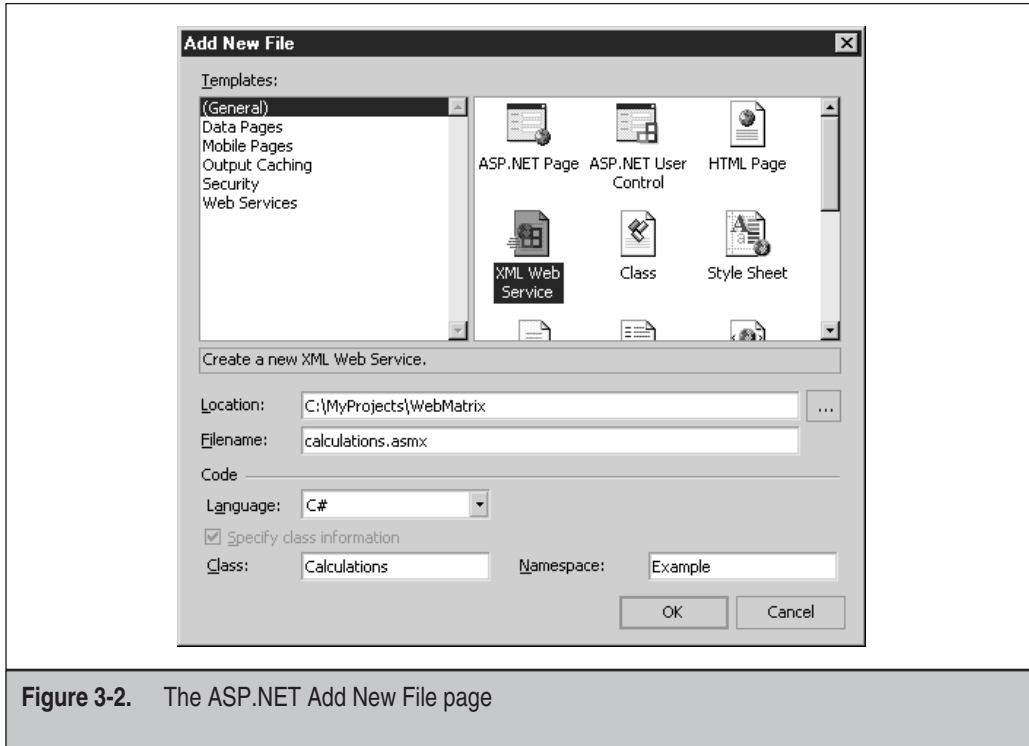 Add New File
Templates:
(General)
Data Pages
Mobile Pages
Output Caching
Security
Web Services
ASP.NET Page
ASP.NET User
Control
HTML Page
XML Web
Service
Class
Style Sheet
Create a new XML Web Service.
Location:
C:\MyProjects\WebMatrix
...
Filename:
calculations.asmx
Code
Language:
C#
Specify class information
Class:
Calculations
Namespace:
Example
OK
Cancel
Figure 3-2. The ASP.NET Add New File page